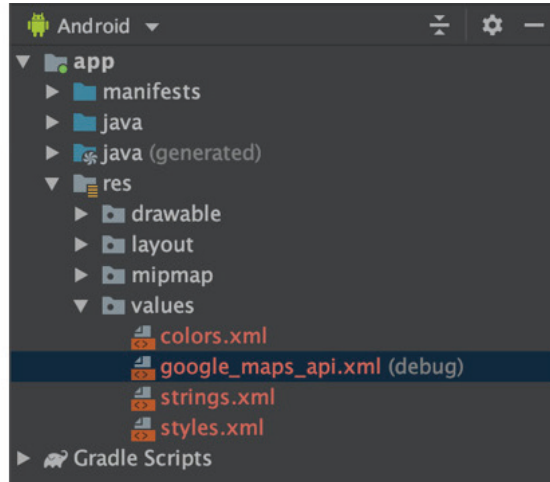 Android
app
manifests
java
java (generated)
res
drawable
layout
mipmap
values
colors.xml
google_maps_api.xml (debug)
strings.xml
styles.xml
Gradle Scripts